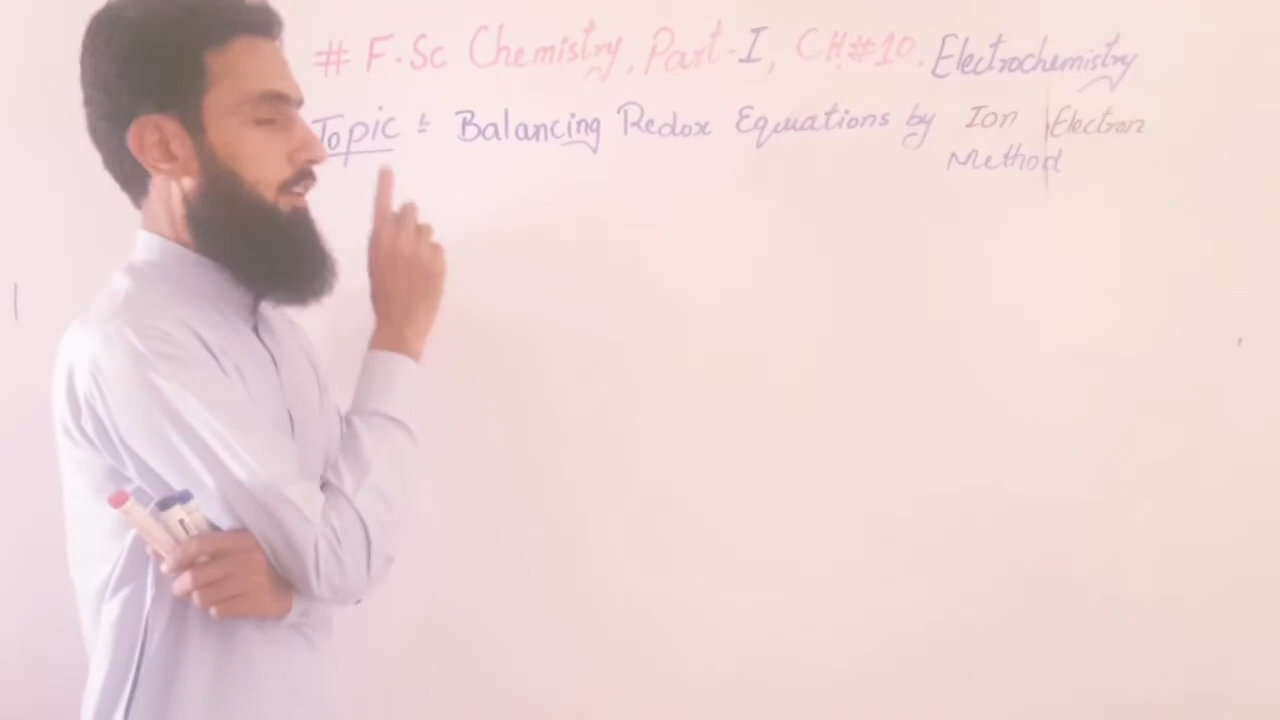 # F.Sc Chemistry, Part-I, CH#10. Electrochemistry
Topic : Balancing Redox Equations by Ion Electron
Method